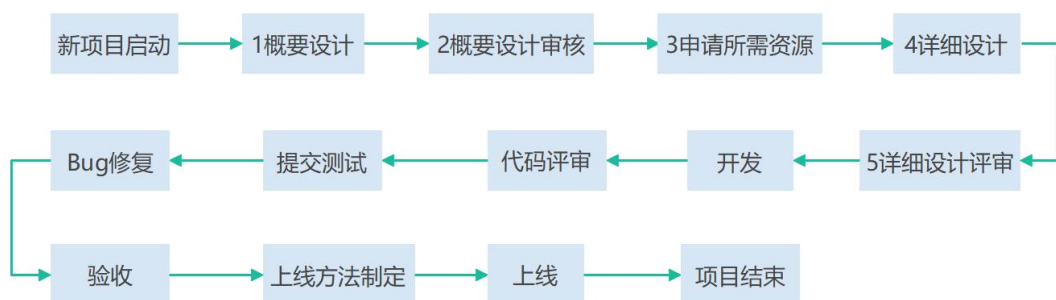 新项目启动
1概要设计
2概要设计审核
3申请所需资源
4详细设计
5详细设计评审
开发
代码评审
提交测试
Bug修复
验收
上线方法制定
上线
项目结束